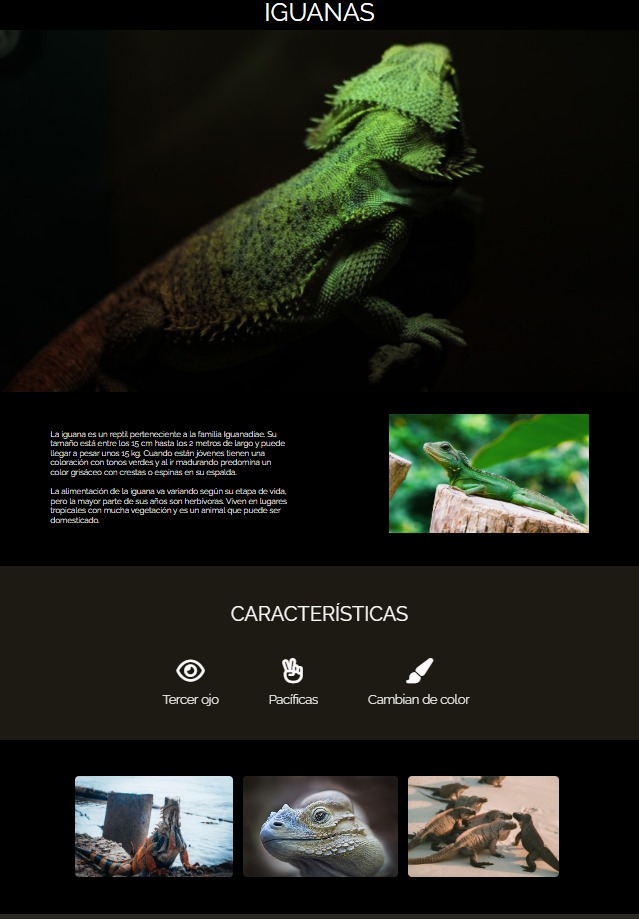 IGUANAS
La iguana es un reptil perteneciente a la familia Iguanadiae. Su
tamaño está entre los 15 cm hasta los 2 metros de largo y puede
llegar a pesar unos 15 kg. Cuando están jóvenes tienen una
coloración con tonos verdes y al ir madurando predomina un
color grisáceo con crestas o espinas en su espalda.
La alimentación de la iguana va variando según su etapa de vida,
pero la mayor parte de sus años son herbívoras. Viven en lugares
tropicales con mucha vegetación y es un animal que puede ser
domesticado.
CARACTERÍSTICAS
Tercer ojo
Pacíficas
Cambian de color